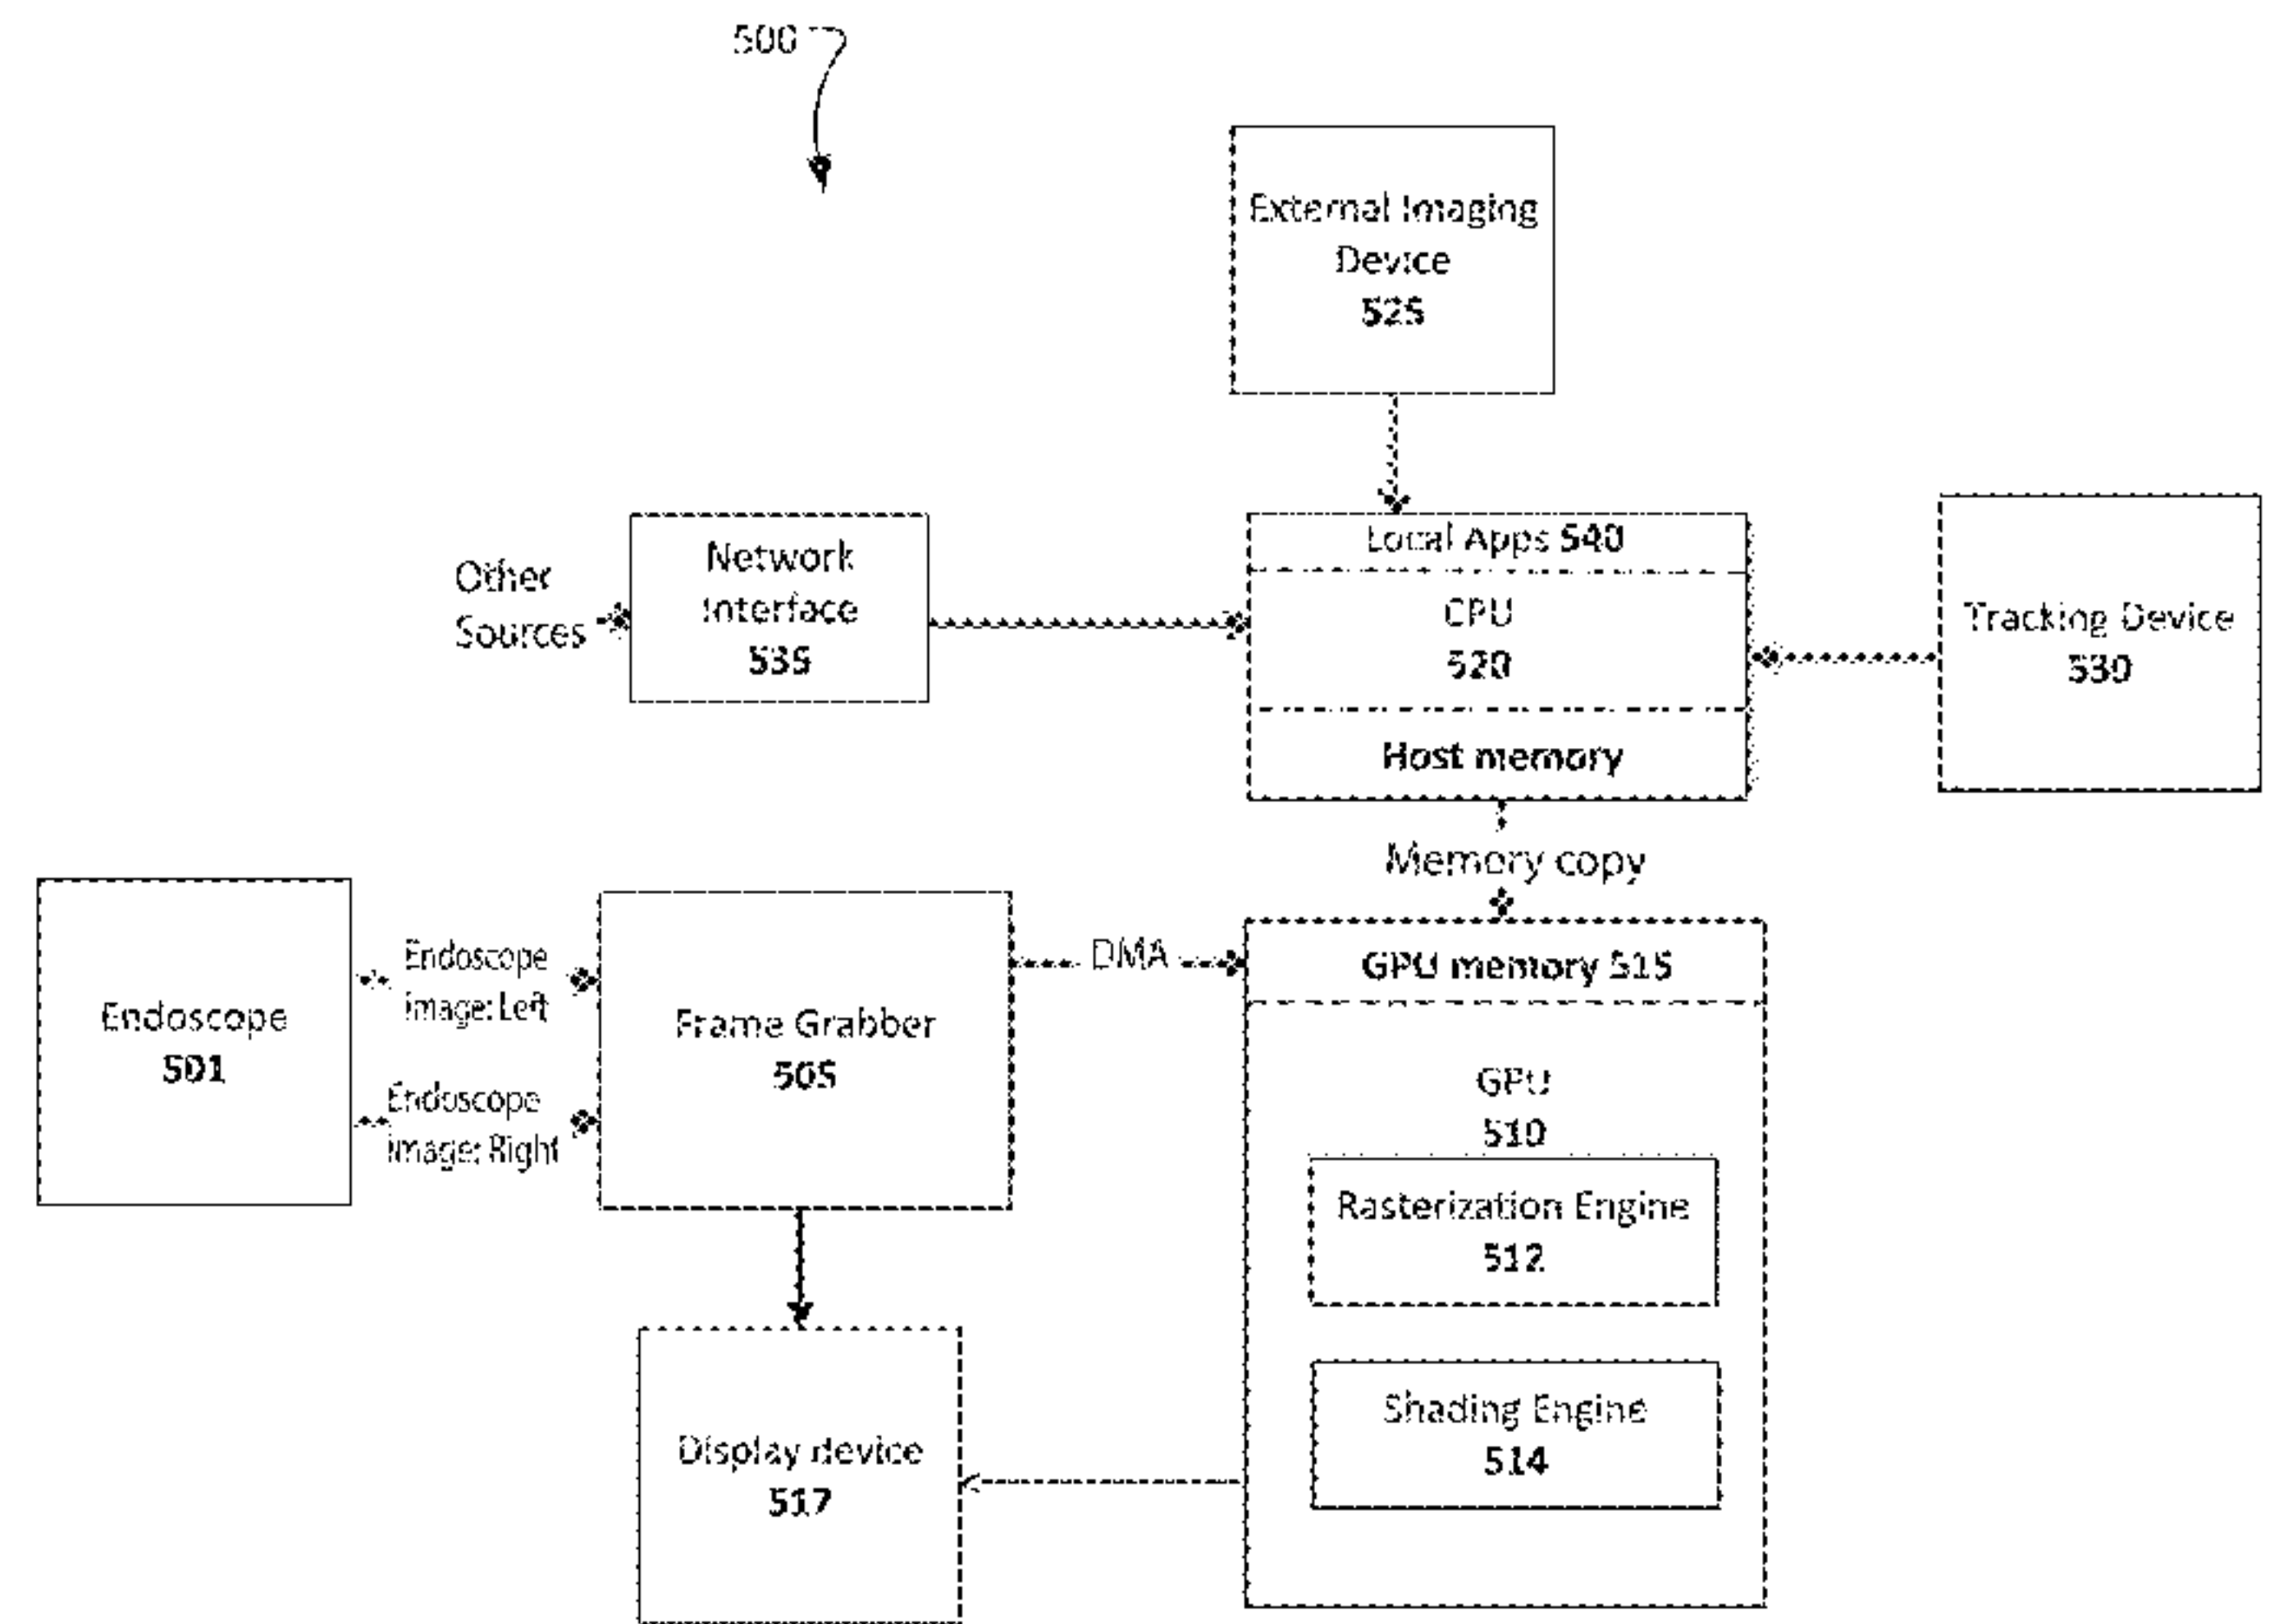 500
External Imaging
Device
525
Local Apps 540
CPU
520
Host memory
Network
Interface
535
Other
Sources
Tracking Device
530
Memory copy
Endoscope
501
Endoscope
image: Left
Endoscope
image: Right
Frame Grabber
505
DMA
GPU memory 515
GPU
510
Rasterization Engine
512
Shading Engine
514
Display device
517